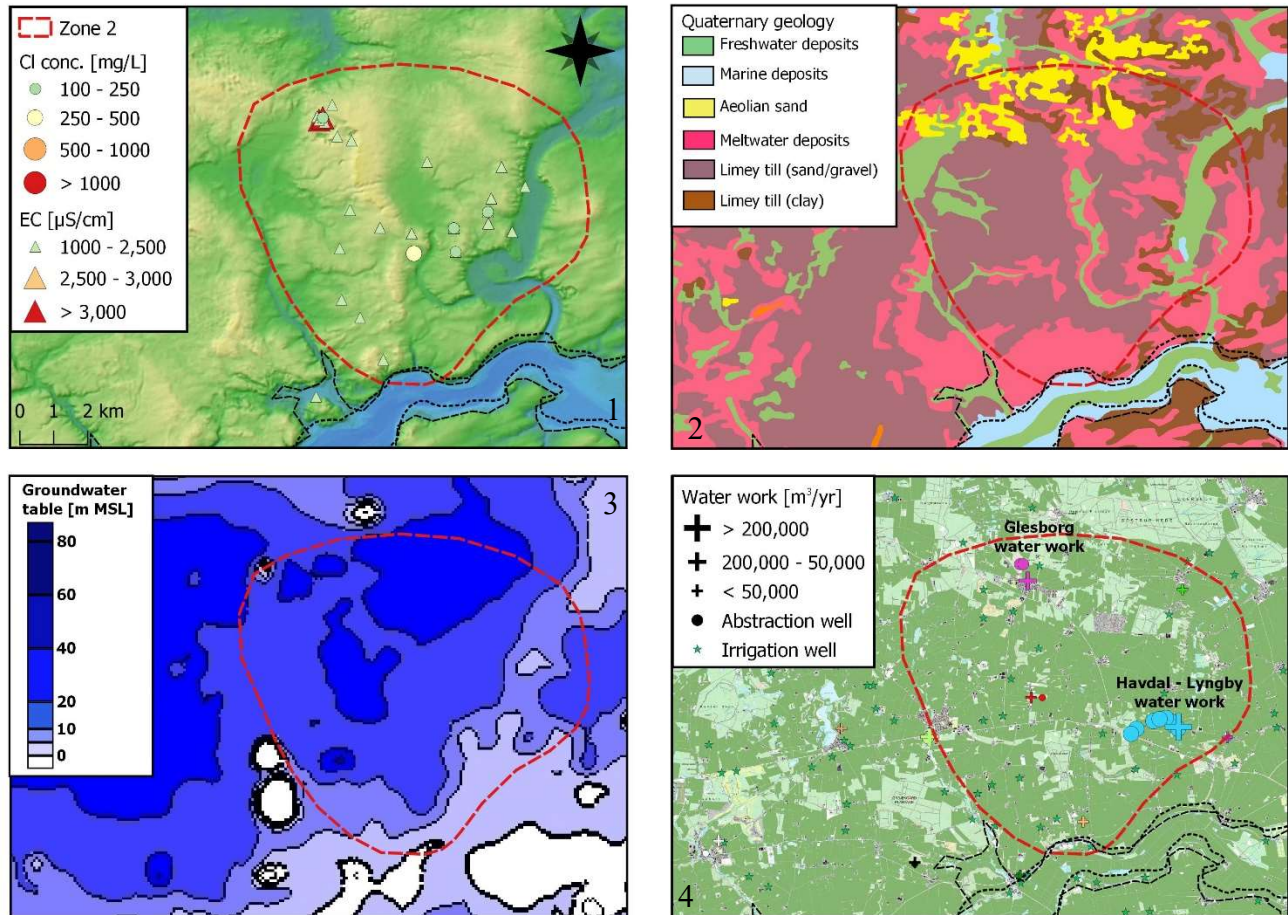 Zone 2
Cl conc. [mg/L]
100 - 250
250 - 500
500 - 1000
> 1000
EC [µS/cm]
1000 - 2,500
2,500 - 3,000
> 3,000
0 1 2 km
1
Quaternary geology
Freshwater deposits
Marine deposits
Aeolian sand
Meltwater deposits
Limey till (sand/gravel)
Limey till (clay)
2
Groundwater
table [m MSL]
80
60
40
20
10
0
3
Water work [m³/yr]
> 200,000
200,000 - 50,000
< 50,000
Abstraction well
Irrigation well
Glesborg
water work
Havdal - Lyngby
water work
4